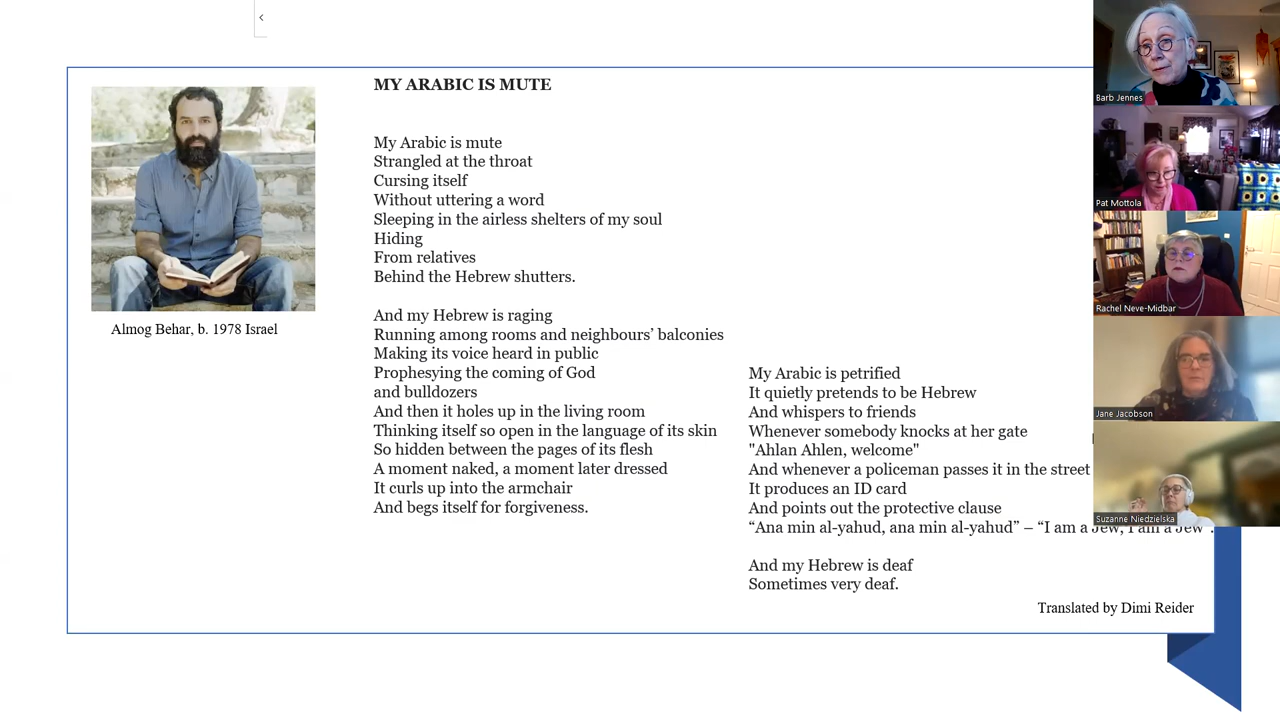 MY ARABIC IS MUTE
My Arabic is mute
Strangled at the throat
Cursing itself
Without uttering a word
Sleeping in the airless shelters of my soul
Hiding
From relatives
Behind the Hebrew shutters.
And my Hebrew is raging
Running among rooms and neighbours’ balconies
Making its voice heard in public
Prophesying the coming of God
and bulldozers
And then it holes up in the living room
Thinking itself so open in the language of its skin
So hidden between the pages of its flesh
A moment naked, a moment later dressed
It curls up into the armchair
And begs itself for forgiveness.
My Arabic is petrified
It quietly pretends to be Hebrew
And whispers to friends
Whenever somebody knocks at her gate
"Ahlan Ahlen, welcome"
And whenever a policeman passes it in the street
It produces an ID card
And points out the protective clause
“Ana min al-yahud, ana min al-yahud” – “I am a Jew, I am a Jew”.
And my Hebrew is deaf
Sometimes very deaf.
Translated by Dimi Reider
Almog Behar, b. 1978 Israel
Barb Jennes
Pat Mottola
Rachel Neve-Midbar
Jane Jacobson
Suzanne Niedzielska